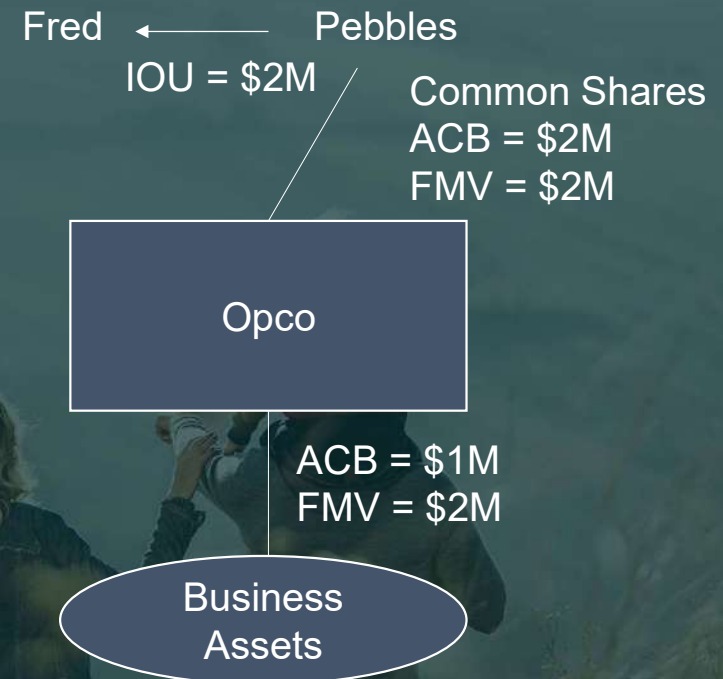 Fred
Pebbles
IOU = $2M
Common Shares
ACB = $2M
FMV = $2M
Opco
ACB = $1M
FMV = $2M
Business
Assets